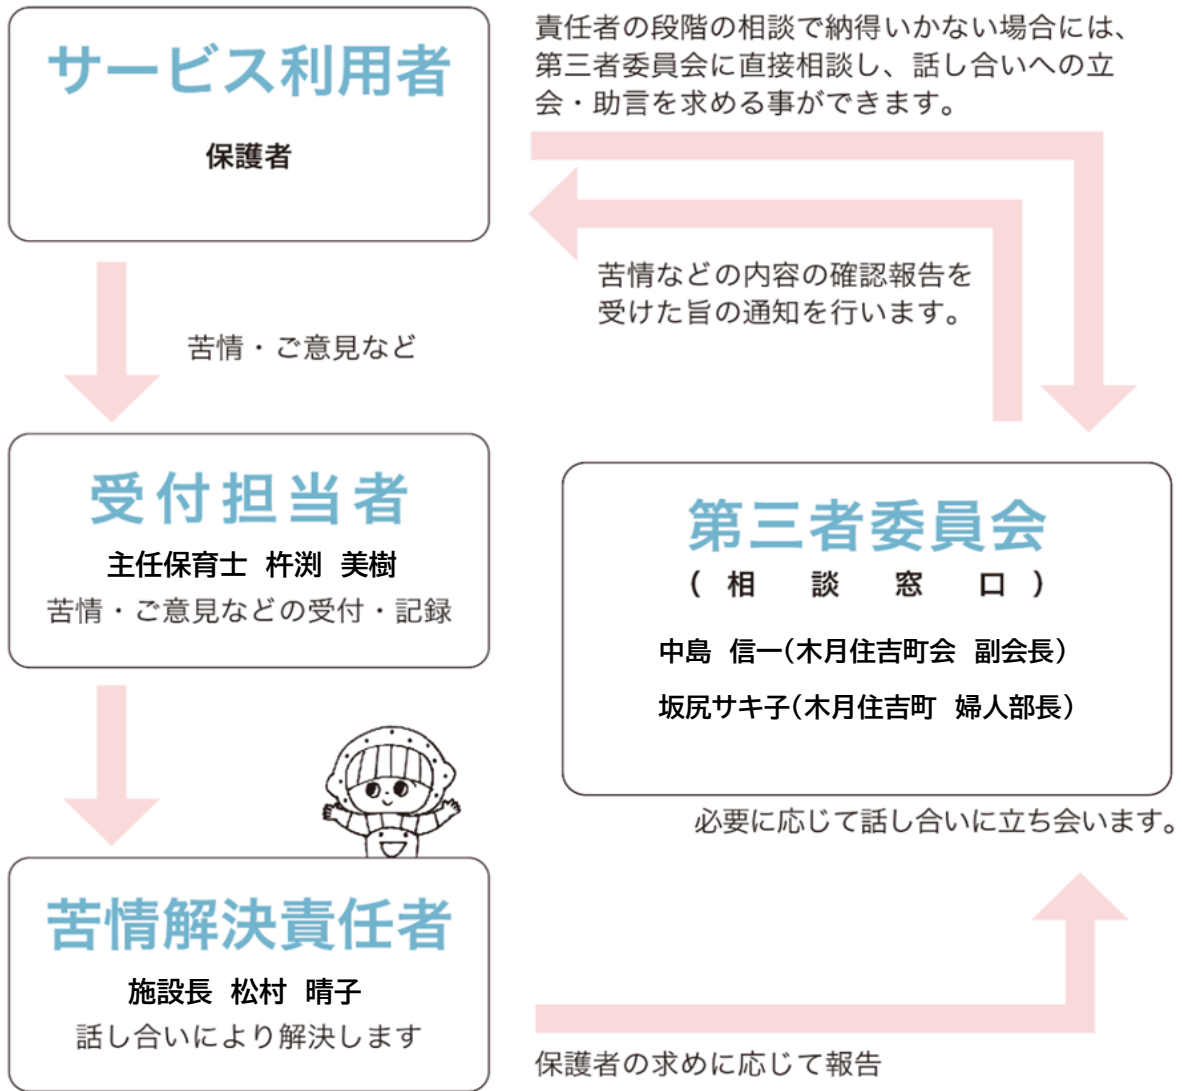 サービス利用者
保護者
責任者の段階の相談で納得いかない場合には、
第三者委員会に直接相談し、話し合いへの立
会・助言を求める事ができます。
苦情などの内容の確認報告を
受けた旨の通知を行います。
苦情・ご意見など
受付担当者
主任保育士 杵渕 美樹
苦情・ご意見などの受付・記録
第三者委員会
(相談窓口)
中島 信一(木月住吉町会 副会長)
坂尻サキ子(木月住吉町 婦人部長)
必要に応じて話し合いに立ち会います。
苦情解決責任者
施設長 松村 晴子
話し合いにより解決します
保護者の求めに応じて報告